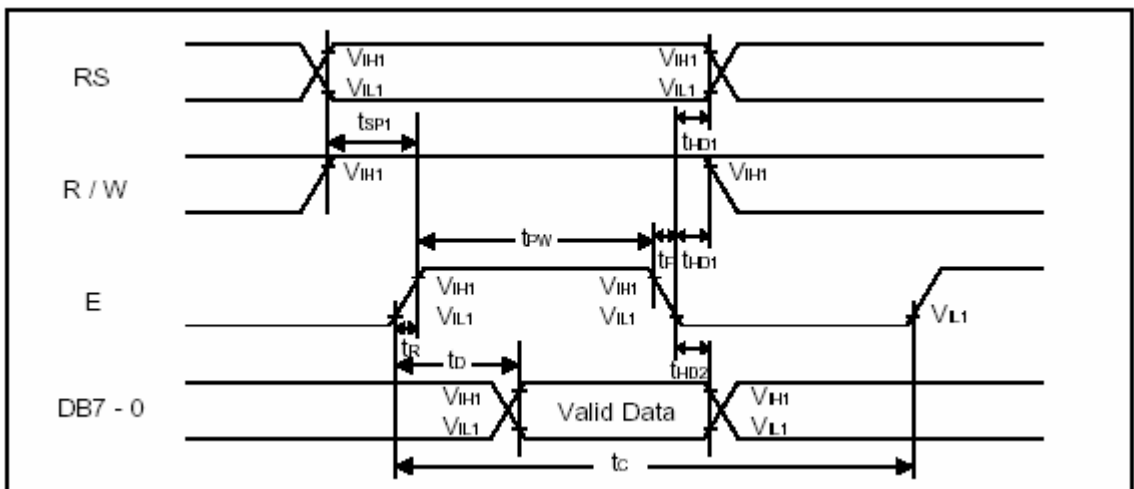 RS
VIH1
VIL1
VIH1
VIL1
tSP1
tHD1
R / W
VIH1
VIH1
tPW
tF
tHD1
E
VIH1
VIL1
VIH1
VIL1
VIL1
tR
tD
tHD2
DB7 - 0
VIH1
VIL1
Valid Data
VIH1
VIL1
tC